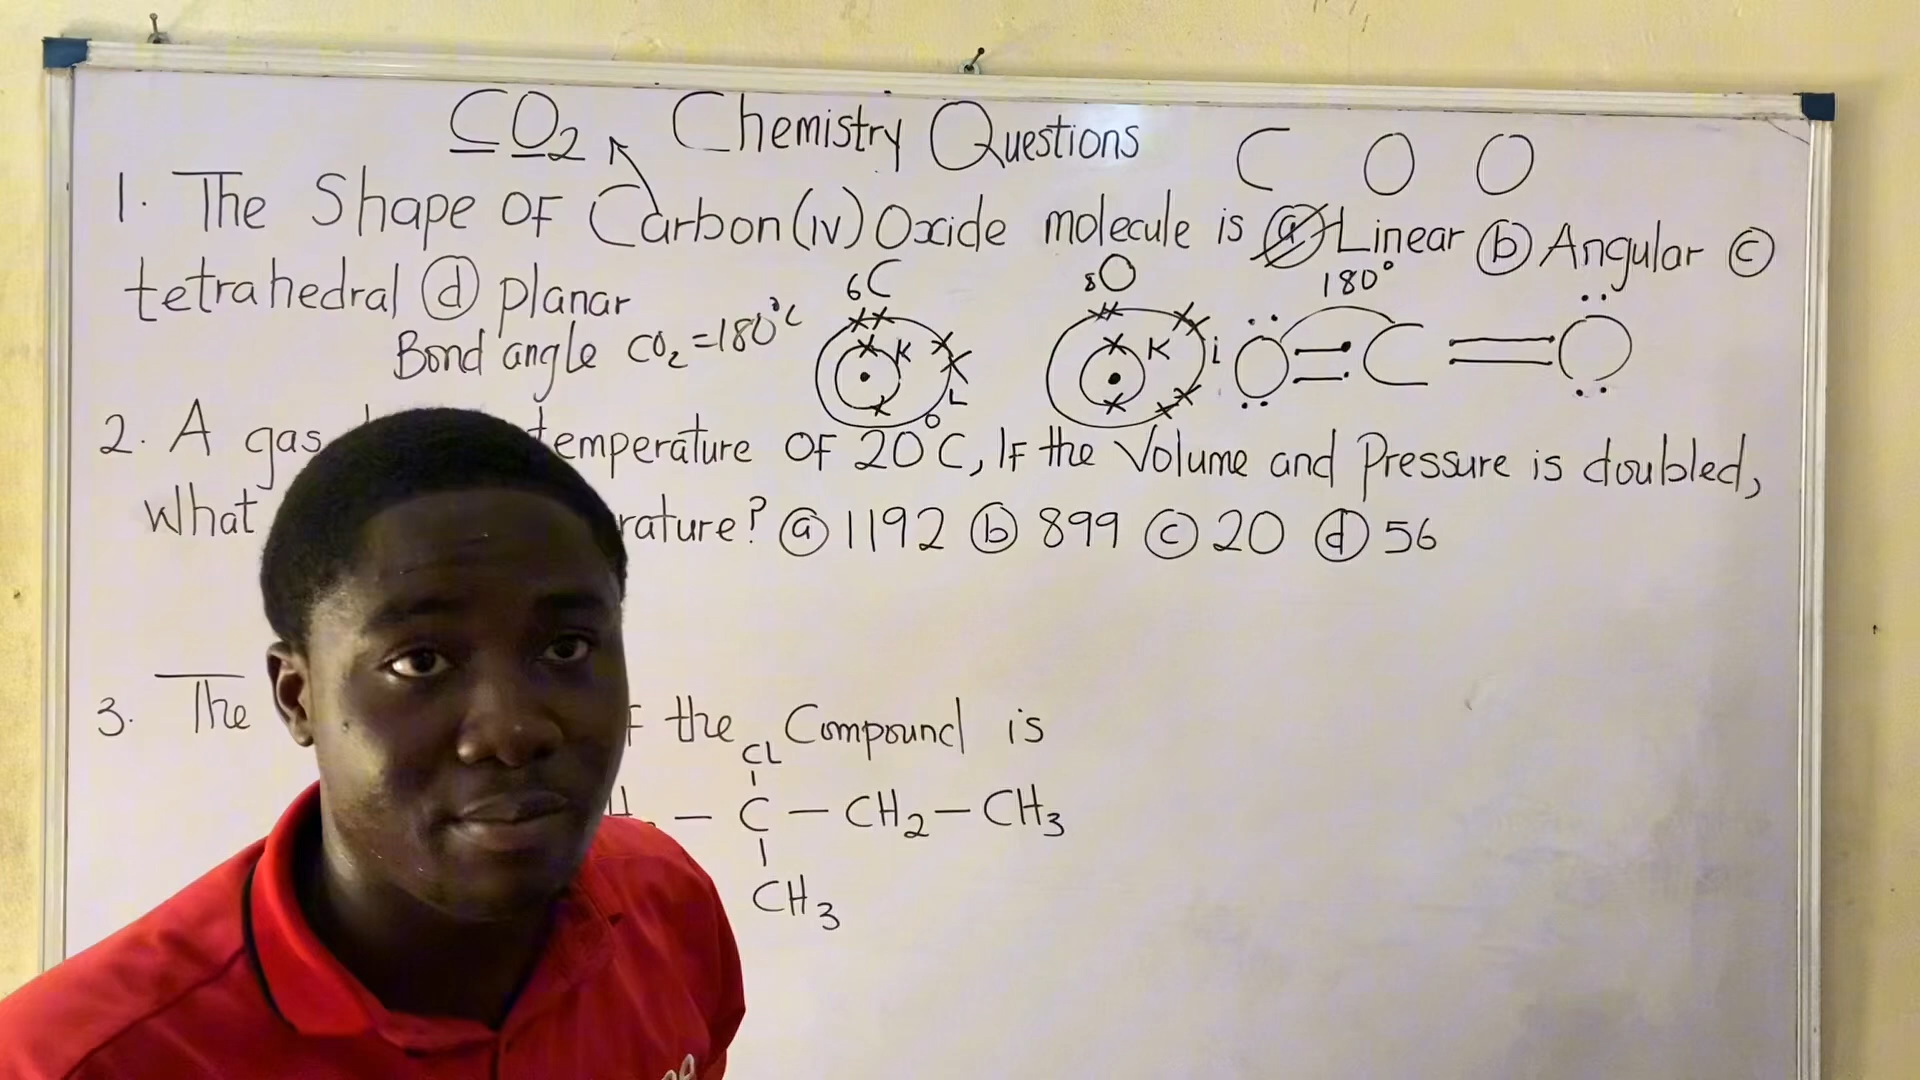 CO2 Chemistry Questions C O O
1. The Shape OF Carbon(iv) Oxide molecule is (a) Linear (b) Angular (c)
tetrahedral (d) planar
6C 8O 180°
Bond angle CO2 = 180°C
K L K L O = C = O
2. A gas temperature OF 20°C, IF the Volume and Pressure is doubled,
What rature? (a) 1192 (b) 899 (c) 20 (d) 56
3. The the Compound is
CL
— C — CH2 — CH3
CH3